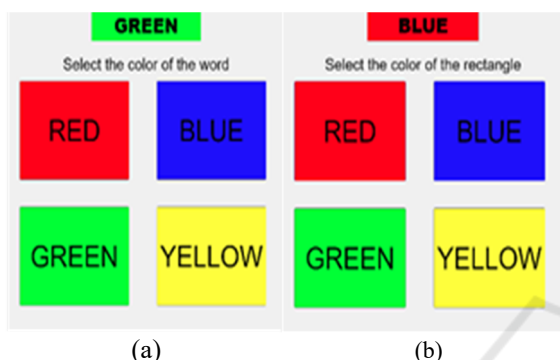 GREEN
Select the color of the word
RED BLUE
GREEN YELLOW
(a)
BLUE
Select the color of the rectangle
RED BLUE
GREEN YELLOW
(b)